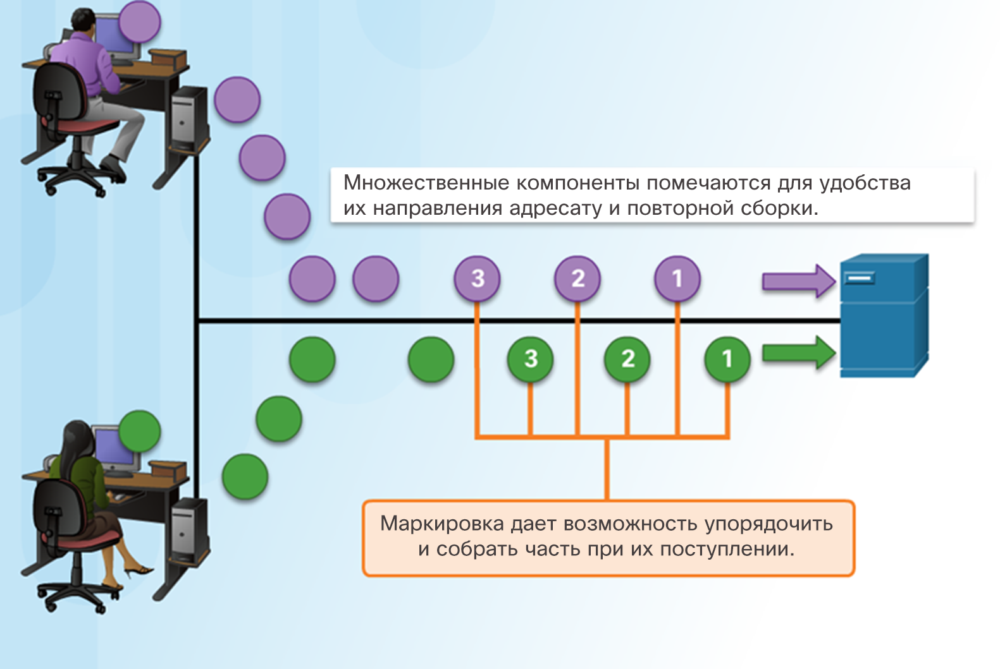 Множественные компоненты помечаются для удобства
их направления адресату и повторной сборки.
3 2 1
3 2 1
Маркировка дает возможность упорядочить
и собрать часть при их поступлении.